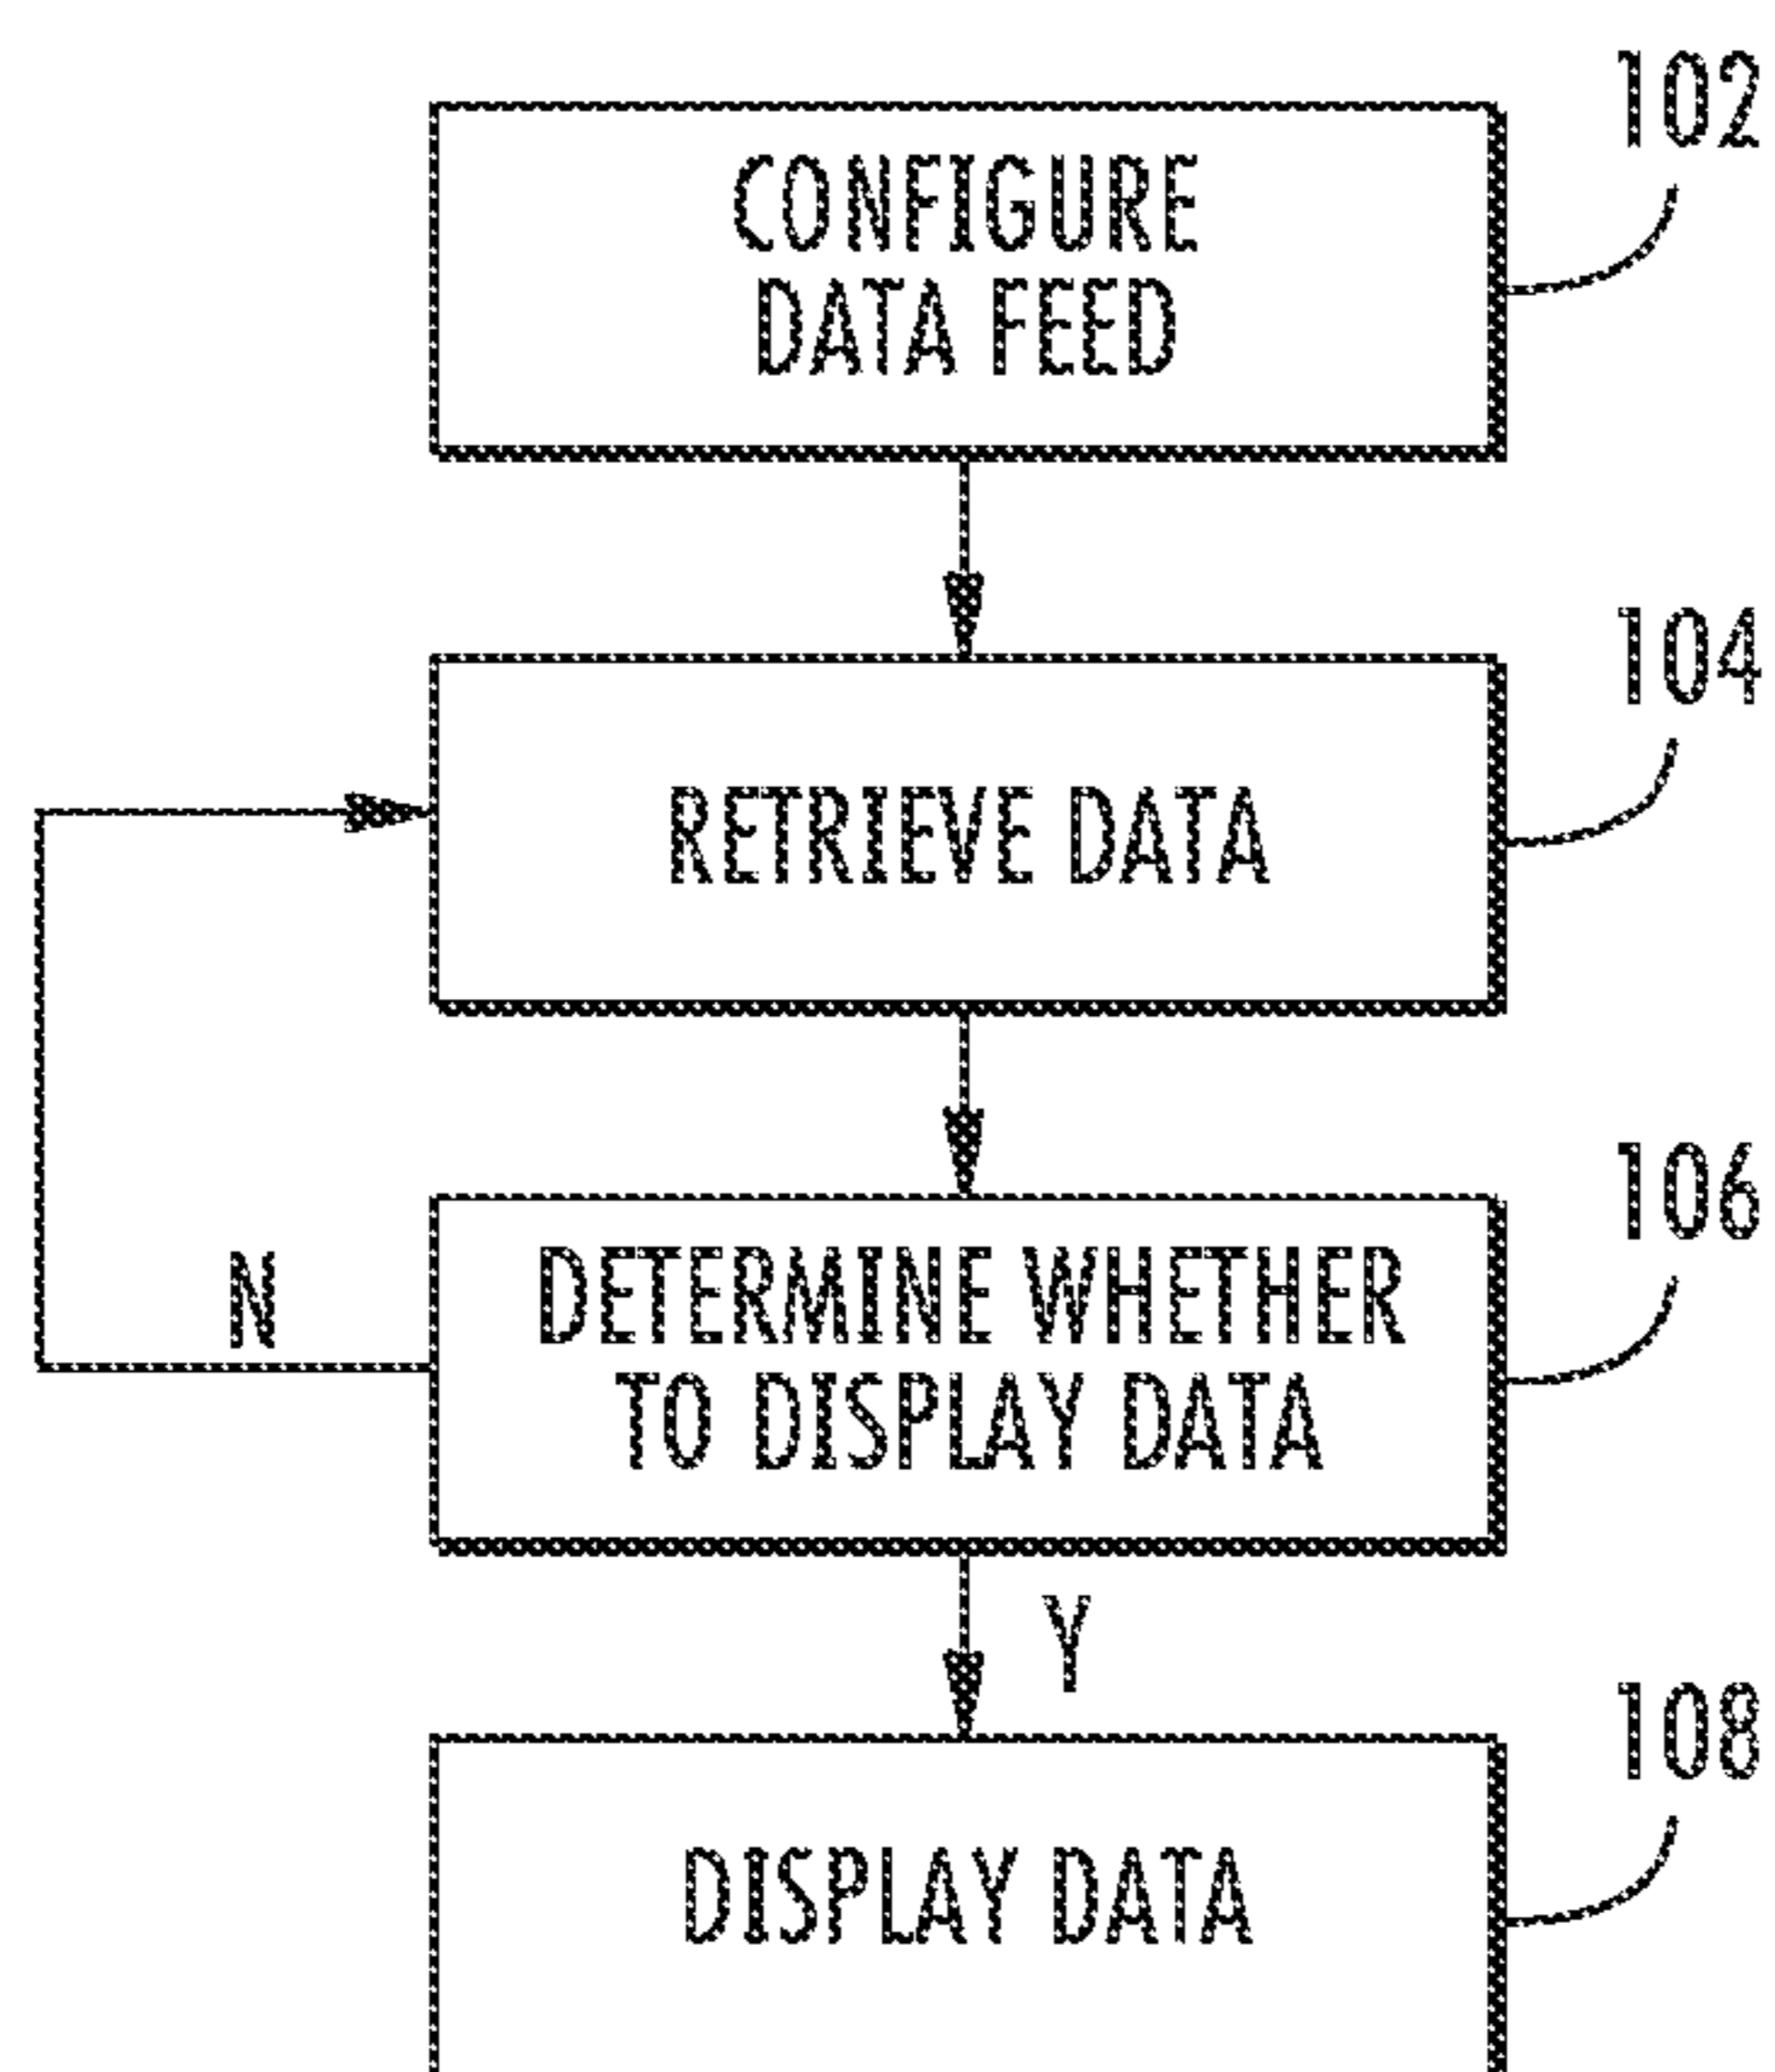 102
CONFIGURE
DATA FEED
104
RETRIEVE DATA
106
N
DETERMINE WHETHER
TO DISPLAY DATA
Y
108
DISPLAY DATA